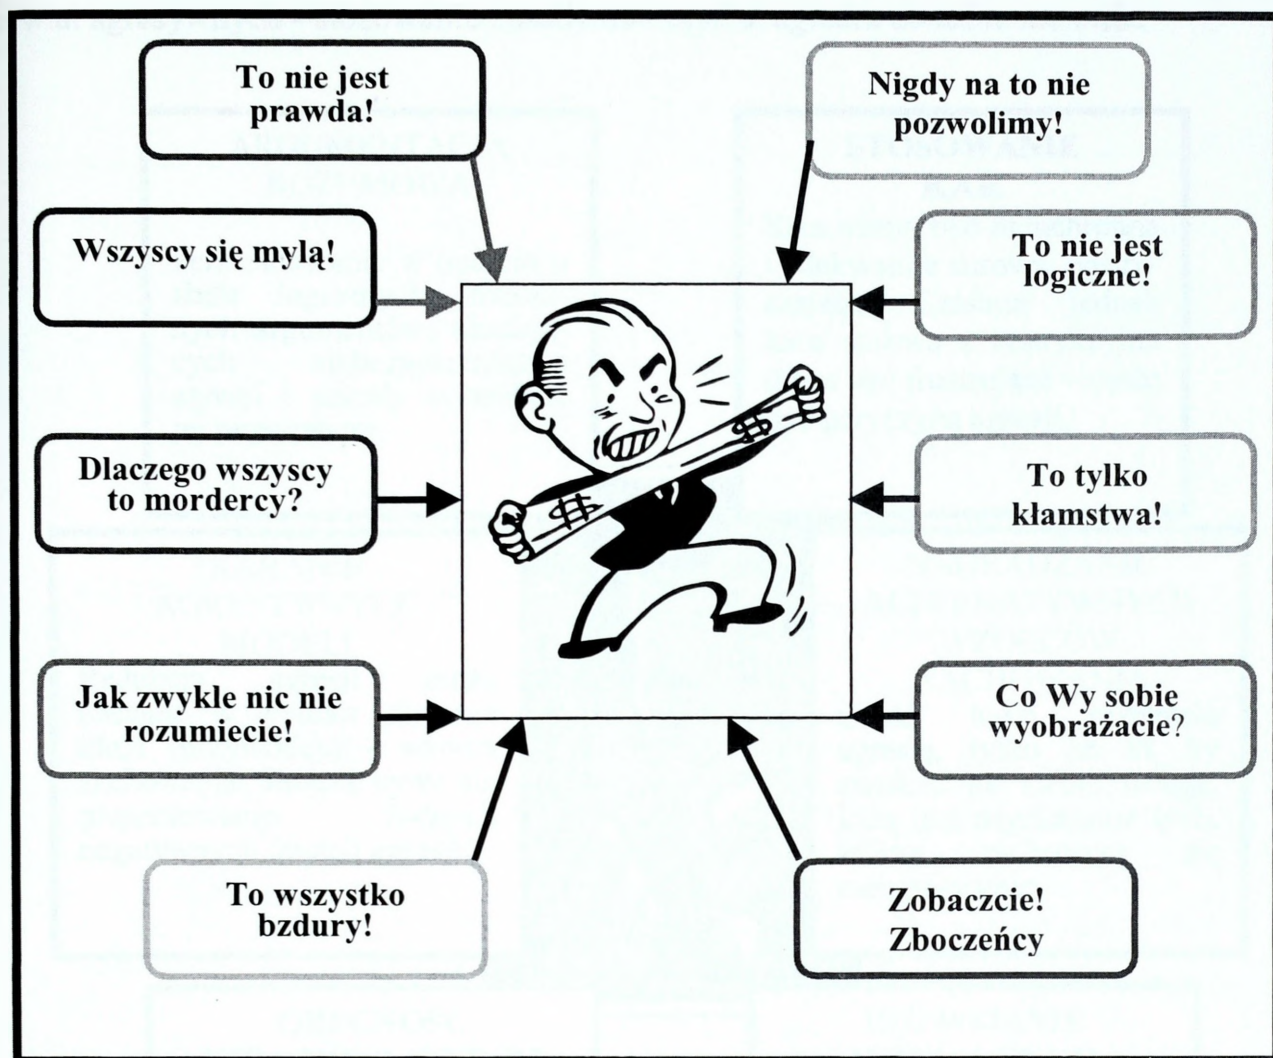 To nie jest
prawda!
Nigdy na to nie
pozwolimy!
Wszyscy się mylą!
To nie jest
logiczne!
Dlaczego wszyscy
to mordercy?
To tylko
kłamstwa!
Jak zwykle nic nie
rozumiecie!
Co Wy sobie
wyobrażacie?
To wszystko
bzdury!
Zobaczcie!
Zboczeńcy
$
$